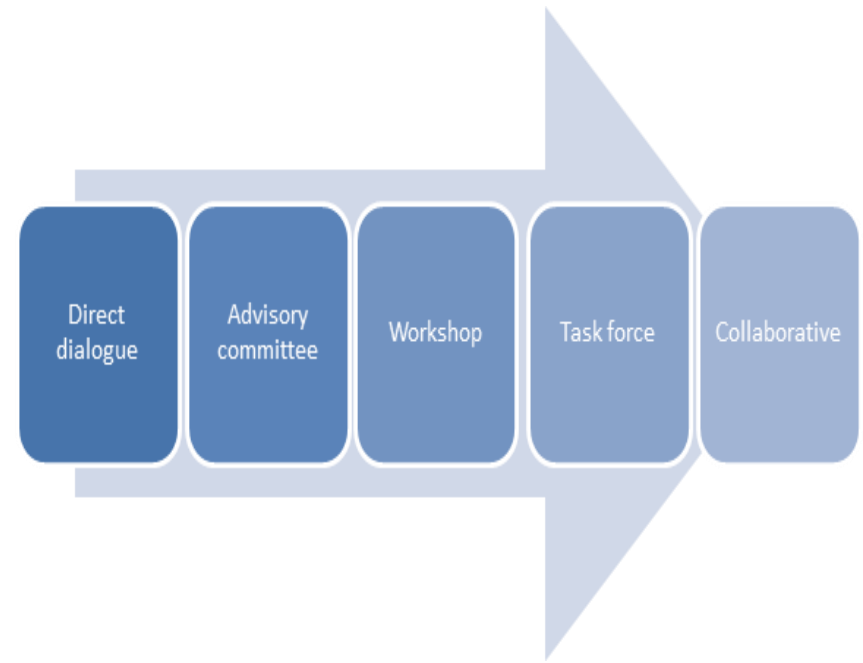 Direct
dialogue
Advisory
committee
Workshop
Task force
Collaborative